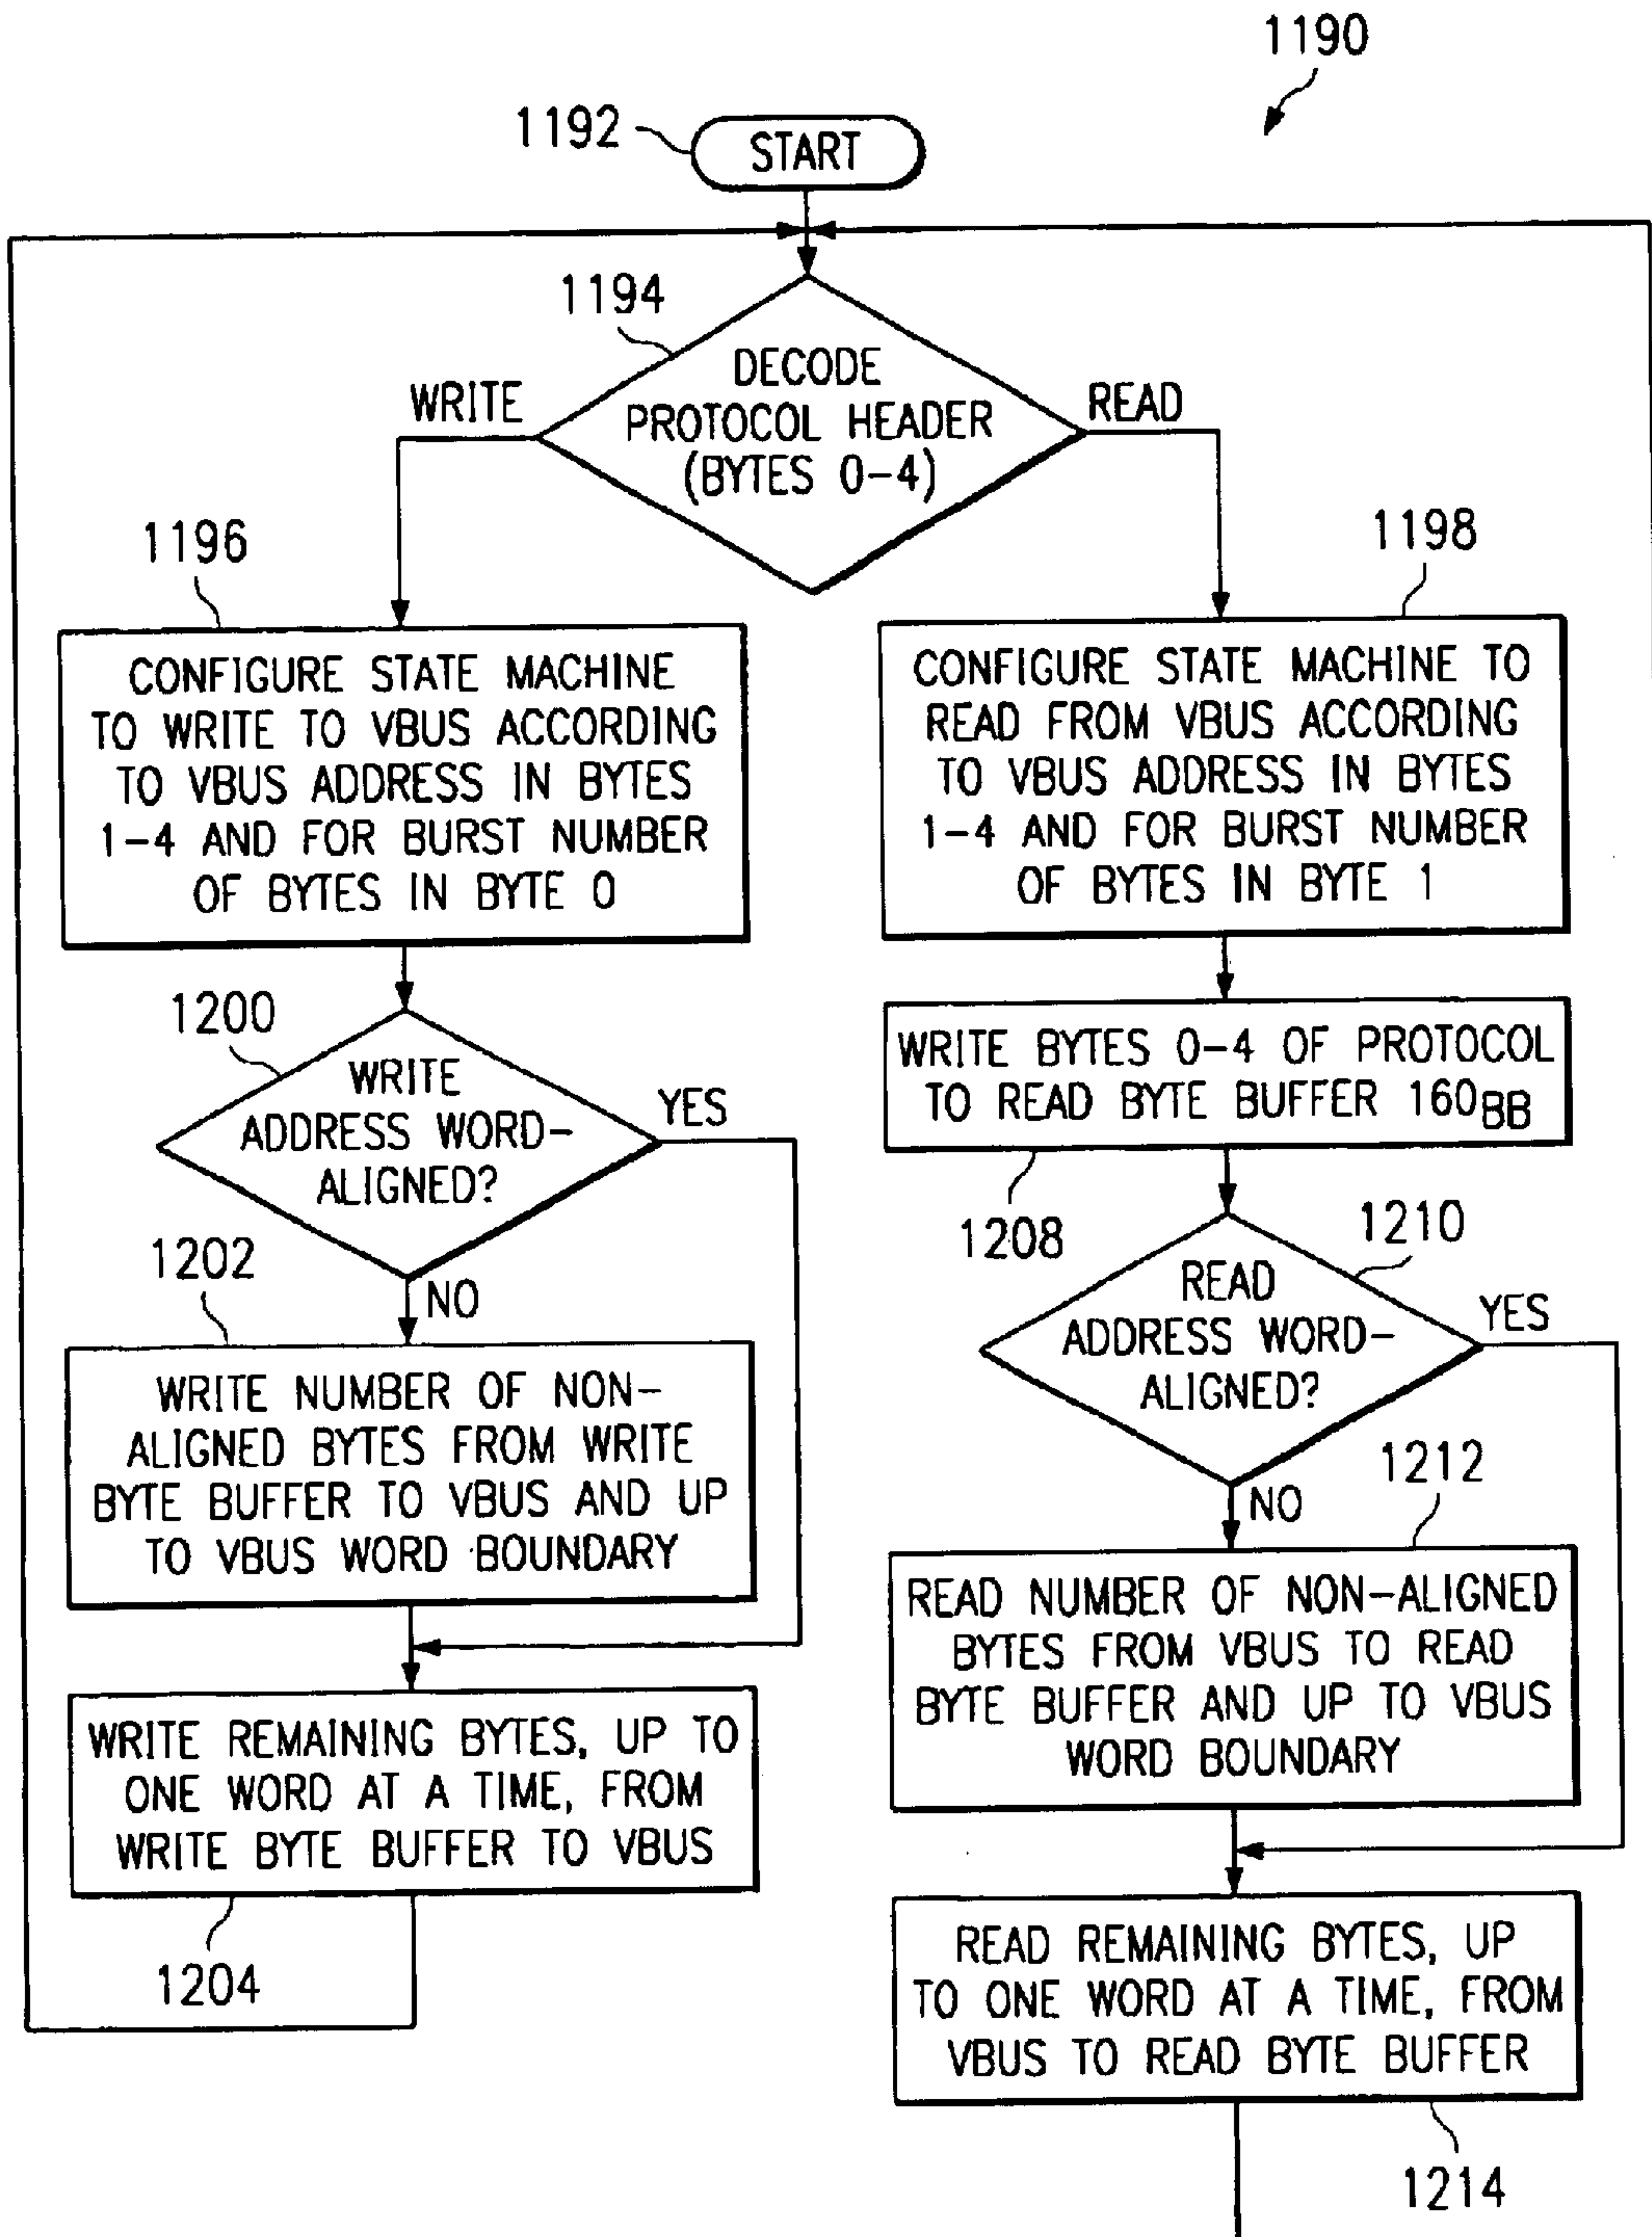 1190
1192
START
1194
DECODE
PROTOCOL HEADER
(BYTES 0-4)
WRITE
READ
1196
CONFIGURE STATE MACHINE
TO WRITE TO VBUS ACCORDING
TO VBUS ADDRESS IN BYTES
1-4 AND FOR BURST NUMBER
OF BYTES IN BYTE 0
1198
CONFIGURE STATE MACHINE TO
READ FROM VBUS ACCORDING
TO VBUS ADDRESS IN BYTES
1-4 AND FOR BURST NUMBER
OF BYTES IN BYTE 1
1200
WRITE
ADDRESS WORD-
ALIGNED?
YES
NO
WRITE BYTES 0-4 OF PROTOCOL
TO READ BYTE BUFFER 160BB
1208
1202
WRITE NUMBER OF NON-
ALIGNED BYTES FROM WRITE
BYTE BUFFER TO VBUS AND UP
TO VBUS WORD BOUNDARY
1210
READ
ADDRESS WORD-
ALIGNED?
YES
NO
1212
READ NUMBER OF NON-ALIGNED
BYTES FROM VBUS TO READ
BYTE BUFFER AND UP TO VBUS
WORD BOUNDARY
WRITE REMAINING BYTES, UP TO
ONE WORD AT A TIME, FROM
WRITE BYTE BUFFER TO VBUS
1204
READ REMAINING BYTES, UP
TO ONE WORD AT A TIME, FROM
VBUS TO READ BYTE BUFFER
1214